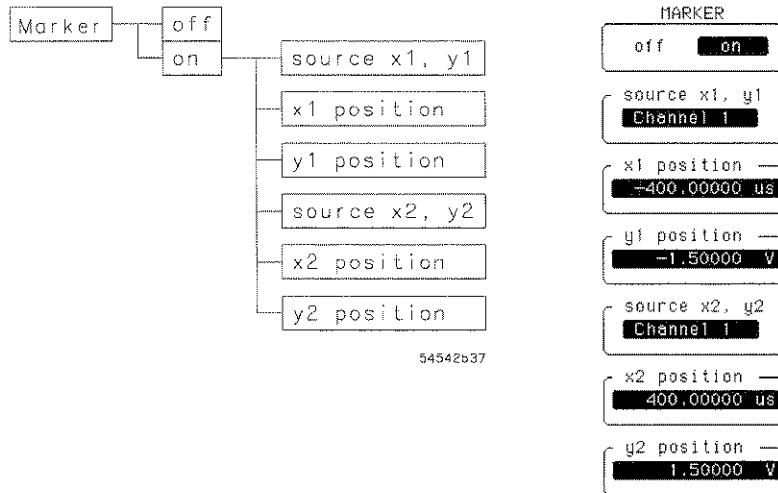 Marker
off
on
source x1, y1
x1 position
y1 position
source x2, y2
x2 position
y2 position
54542b37
MARKER
off on
source x1, y1
Channel 1
x1 position
-400.00000 us
y1 position
-1.50000 V
source x2, y2
Channel 1
x2 position
400.00000 us
y2 position
1.50000 V